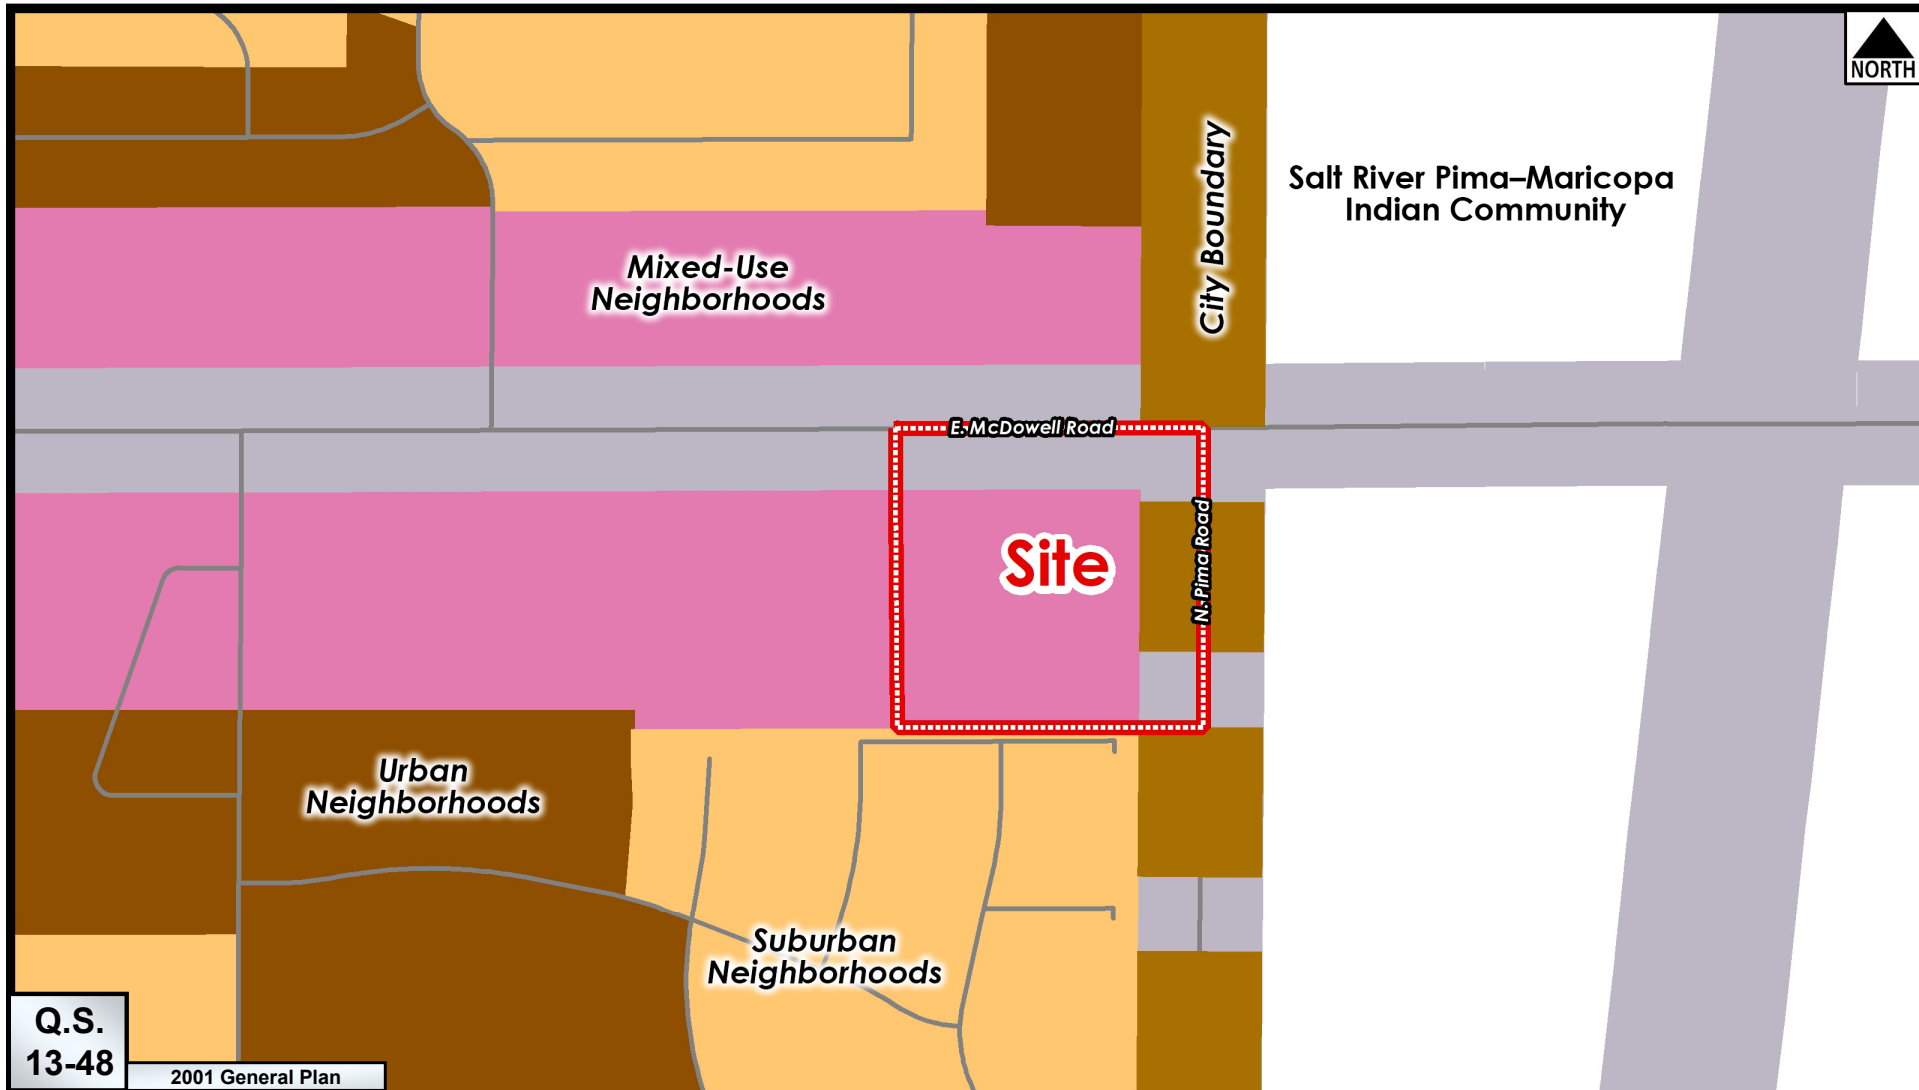 NORTH
City Boundary
Salt River Pima–Maricopa
Indian Community
Mixed-Use
Neighborhoods
E. McDowell Road
Site
N. Pima Road
Urban
Neighborhoods
Suburban
Neighborhoods
Q.S.
13-48
2001 General Plan